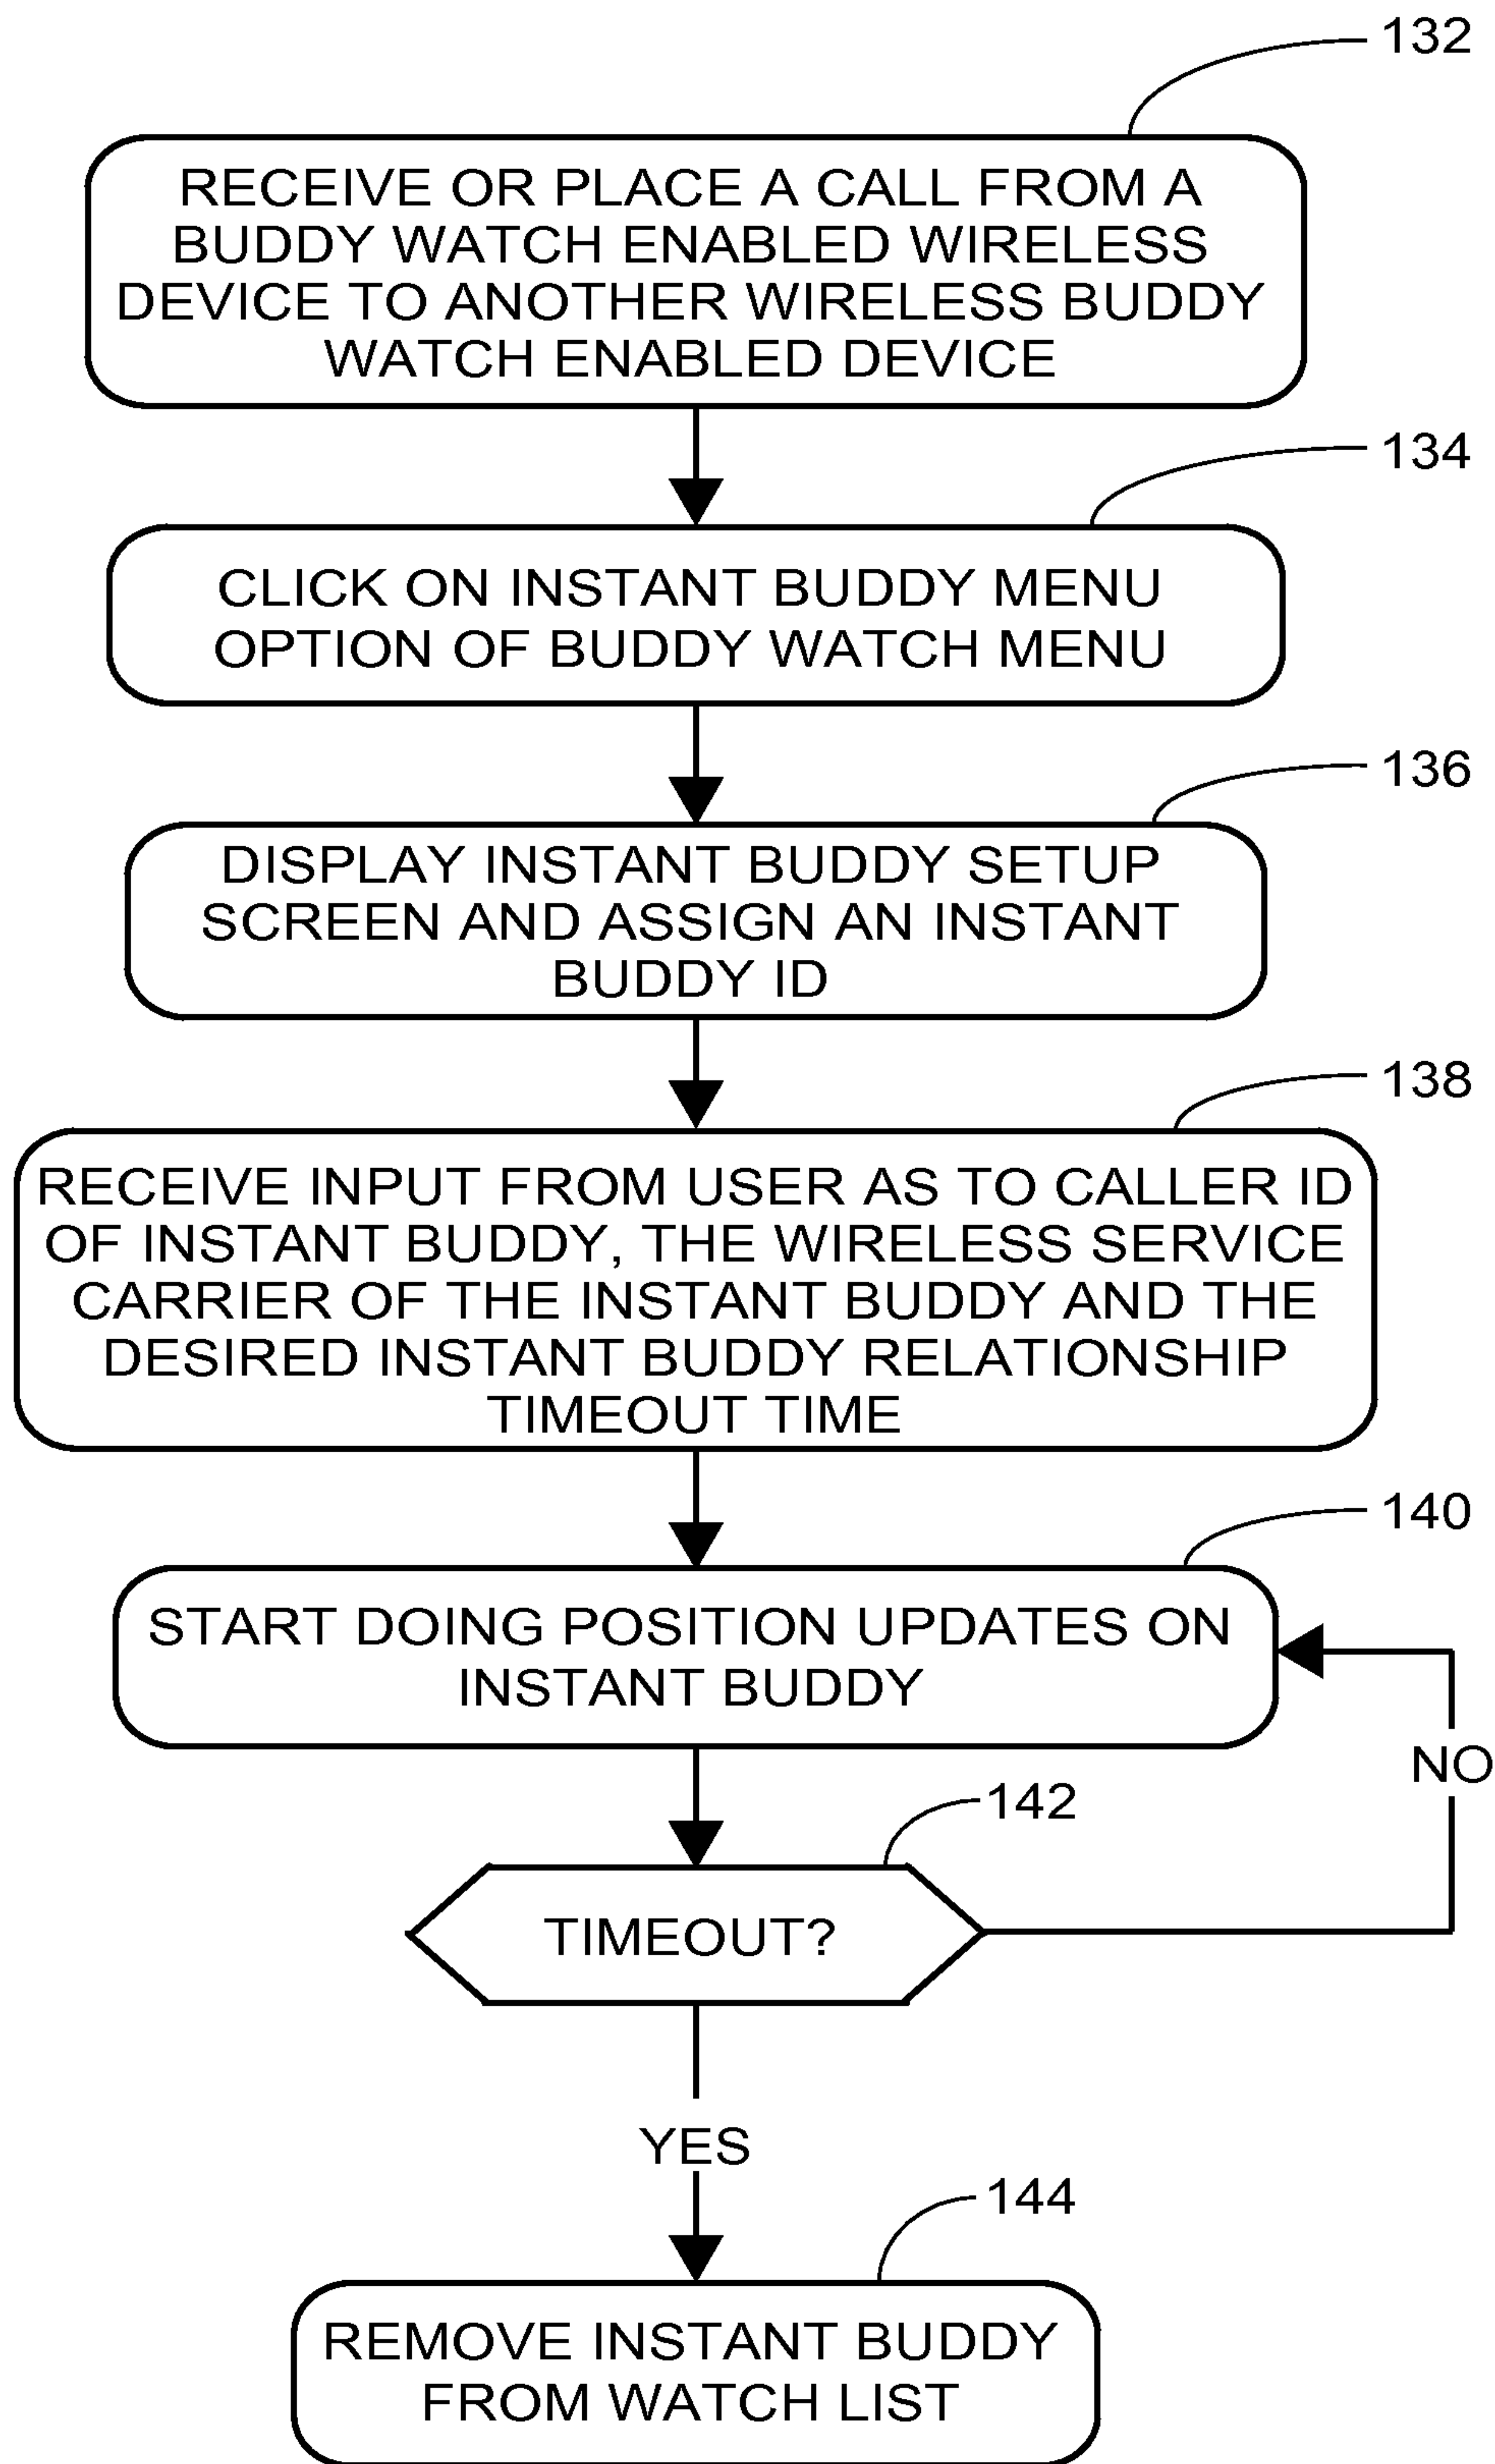 132
RECEIVE OR PLACE A CALL FROM A
BUDDY WATCH ENABLED WIRELESS
DEVICE TO ANOTHER WIRELESS BUDDY
WATCH ENABLED DEVICE
134
CLICK ON INSTANT BUDDY MENU
OPTION OF BUDDY WATCH MENU
136
DISPLAY INSTANT BUDDY SETUP
SCREEN AND ASSIGN AN INSTANT
BUDDY ID
138
RECEIVE INPUT FROM USER AS TO CALLER ID
OF INSTANT BUDDY, THE WIRELESS SERVICE
CARRIER OF THE INSTANT BUDDY AND THE
DESIRED INSTANT BUDDY RELATIONSHIP
TIMEOUT TIME
140
START DOING POSITION UPDATES ON
INSTANT BUDDY
NO
142
TIMEOUT?
YES
144
REMOVE INSTANT BUDDY
FROM WATCH LIST